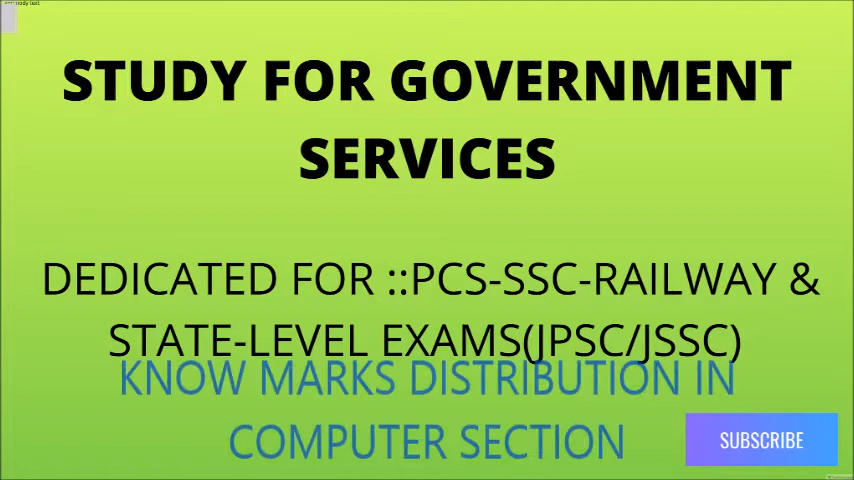 STUDY FOR GOVERNMENT
SERVICES
DEDICATED FOR ::PCS-SSC-RAILWAY &
STATE-LEVEL EXAMS(JPSC/JSSC)
KNOW MARKS DISTRIBUTION IN
COMPUTER SECTION
SUBSCRIBE